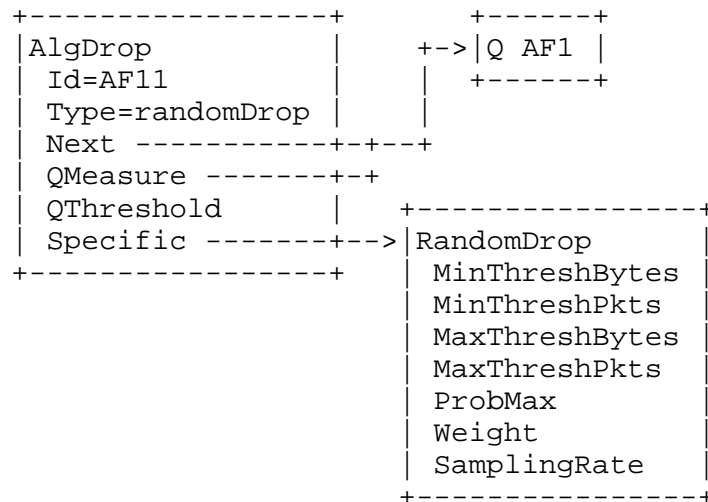 +------------------+       +------+
|AlgDrop           |    +->|Q AF1 |
| Id=AF11          |    |  +------+
| Type=randomDrop  |    |
| Next -----------+-+--+
| QMeasure -------+-+
| QThreshold      |   +----------------+
| Specific -------+-->|RandomDrop      |
+------------------+   | MinThreshBytes |
| MinThreshPkts  |
| MaxThreshBytes |
| MaxThreshPkts  |
| ProbMax        |
| Weight         |
| SamplingRate   |
+----------------+